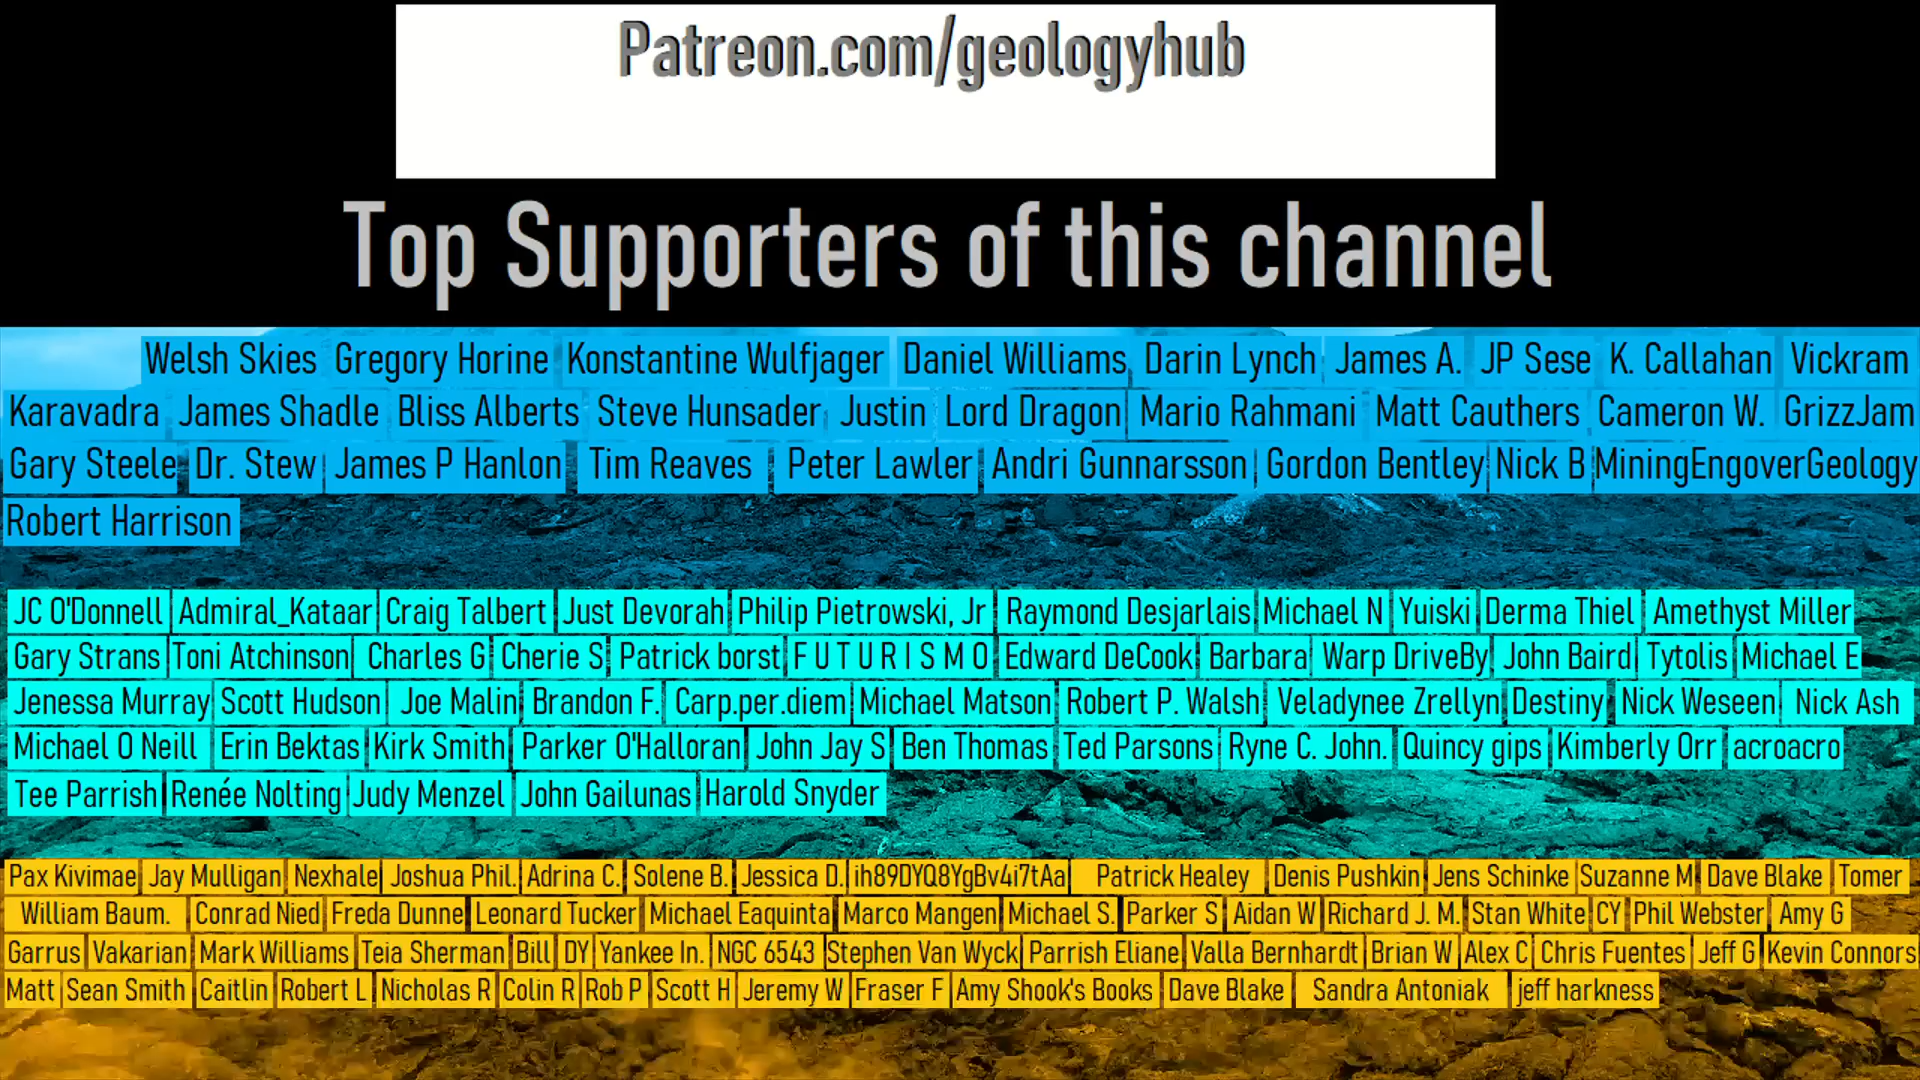 Patreon.com/geologyhub
Top Supporters of this channel
Welsh Skies Gregory Horine Konstantine Wulfjager Daniel Williams Darin Lynch James A. JP Sese K. Callahan Vickram
Karavadra James Shadle Bliss Alberts Steve Hunsader Justin Lord Dragon Mario Rahmani Matt Cauthers Cameron W. GrizzJam
Gary Steele Dr. Stew James P Hanlon Tim Reaves Peter Lawler Andri Gunnarsson Gordon Bentley Nick B MiningEngoverGeology
Robert Harrison
JC O'Donnell Admiral_Kataar Craig Talbert Just Devorah Philip Pietrowski, Jr Raymond Desjarlais Michael N Yuiski Derma Thiel Amethyst Miller
Gary Strans Toni Atchinson Charles G Cherie S Patrick borst F U T U R I S M O Edward DeCook Barbara Warp DriveBy John Baird Tytolis Michael E
Jenessa Murray Scott Hudson Joe Malin Brandon F. Carp.per.diem Michael Matson Robert P. Walsh Veladynee Zrellyn Destiny Nick Weseen Nick Ash
Michael O Neill Erin Bektas Kirk Smith Parker O'Halloran John Jay S Ben Thomas Ted Parsons Ryne C. John. Quincy gips Kimberly Orr acroacro
Tee Parrish Renée Nolting Judy Menzel John Gailunas Harold Snyder
Pax Kivimae Jay Mulligan Nexhale Joshua Phil. Adrina C. Solene B. Jessica D. ih89DYQ8YgBv4i7tAa Patrick Healey Denis Pushkin Jens Schinke Suzanne M Dave Blake Tomer
William Baum. Conrad Nied Freda Dunne Leonard Tucker Michael Eaquinta Marco Mangen Michael S. Parker S Aidan W Richard J. M. Stan White CY Phil Webster Amy G
Garrus Vakarian Mark Williams Teia Sherman Bill DY Yankee In. NGC 6543 Stephen Van Wyck Parrish Eliane Valla Bernhardt Brian W Alex C Chris Fuentes Jeff G Kevin Connors
Matt Sean Smith Caitlin Robert L Nicholas R Colin R Rob P Scott H Jeremy W Fraser F Amy Shook's Books Dave Blake Sandra Antoniak jeff harkness